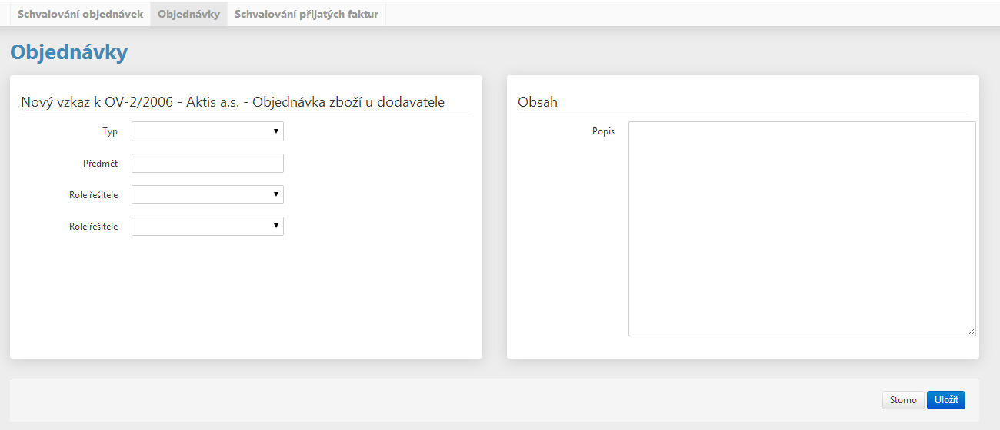 Schvalování objednávek Objednávky Schvalování přijatých faktur
Objednávky
Nový vzkaz k OV-2/2006 - Aktis a.s. - Objednávka zboží u dodavatele
Typ
Předmět
Role řešitele
Role řešitele
Obsah
Popis
Storno Uložit